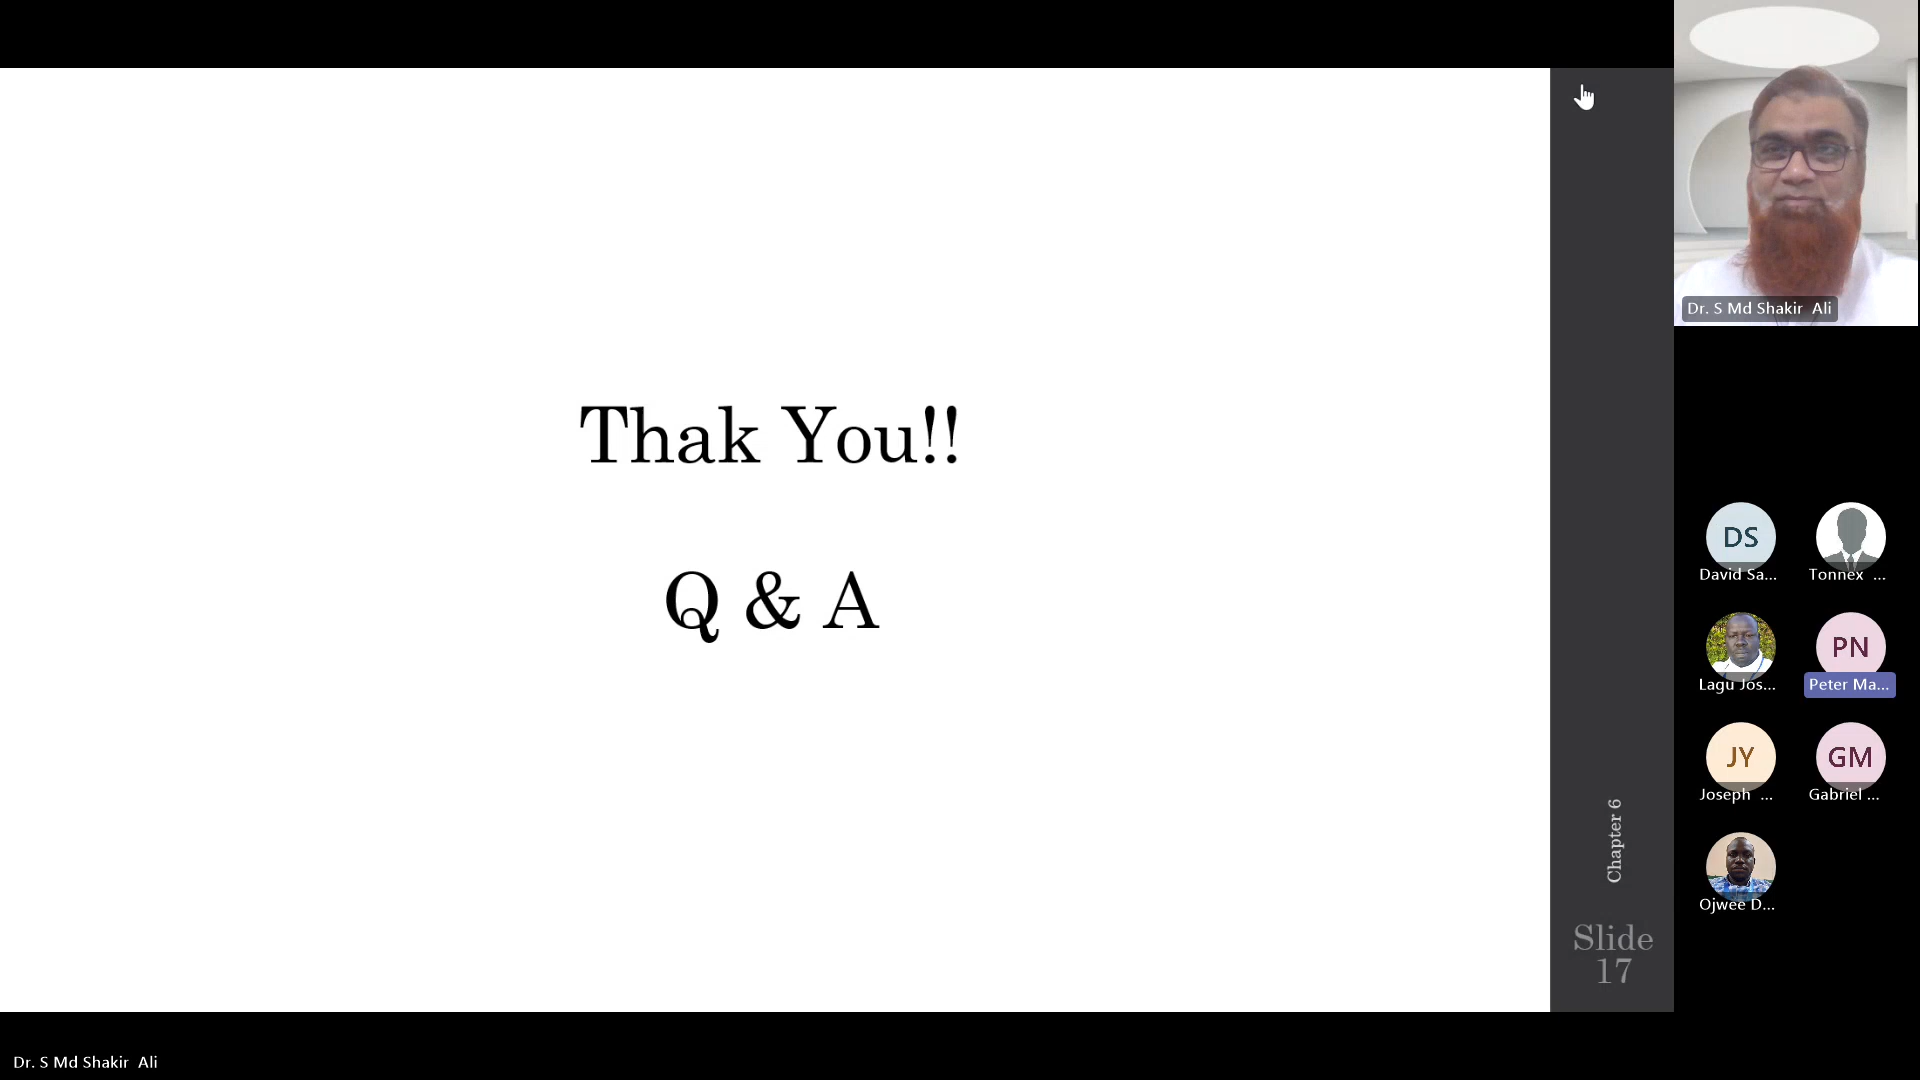 Thak You!!
Q & A
Chapter 6
Slide
17
Dr. S Md Shakir Ali
DS
David Sa...
Tonnex ...
Lagu Jos...
PN
Peter Ma...
JY
Joseph ...
GM
Gabriel ...
Ojwee D...
Dr. S Md Shakir Ali